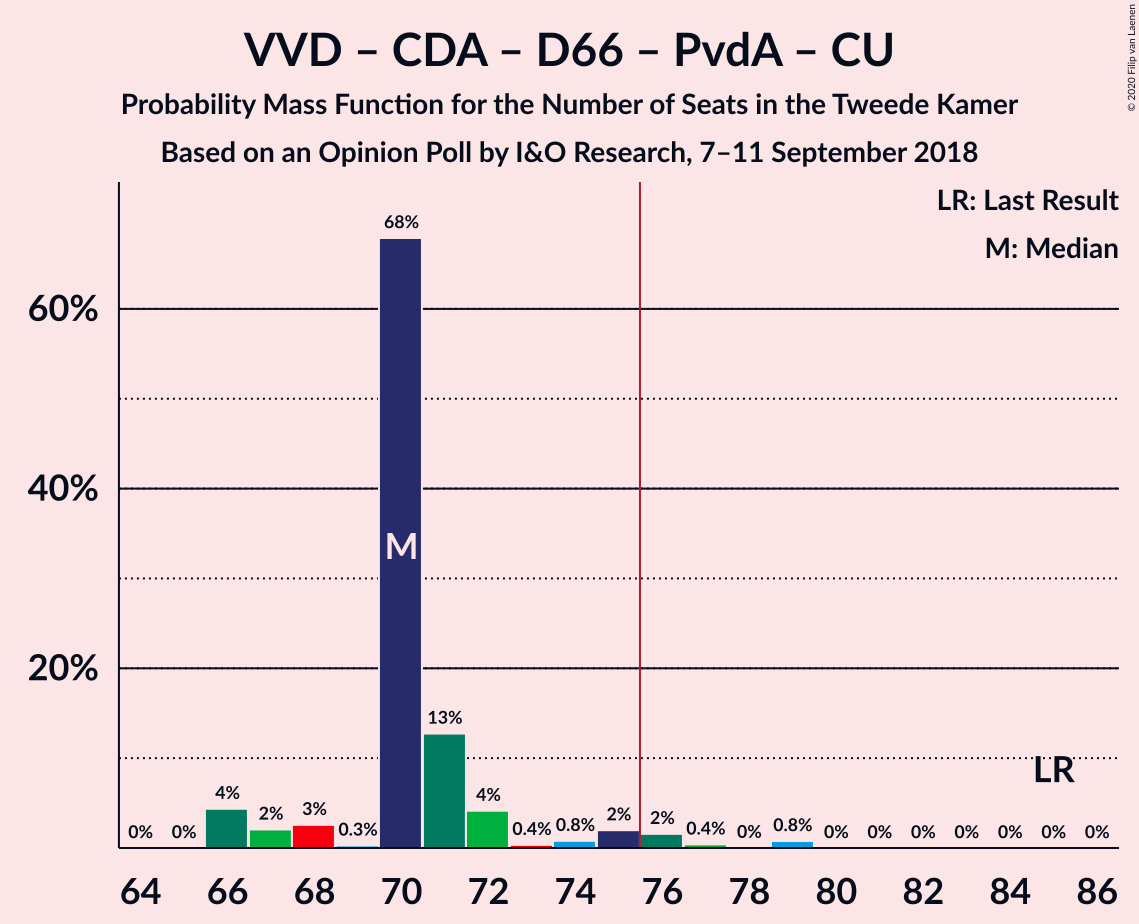 VVD – CDA – D66 – PvdA – CU
Probability Mass Function for the Number of Seats in the Tweede Kamer
Based on an Opinion Poll by I&O Research, 7–11 September 2018
© 2020 Filip van Laenen
LR: Last Result
M: Median
60%
40%
20%
0% 0% 4% 2% 3% 0.3% 68% 13% 4% 0.4% 0.8% 2% 2% 0.4% 0% 0.8% 0% 0% 0% 0% 0% 0% 0%
M
LR
64 66 68 70 72 74 76 78 80 82 84 86